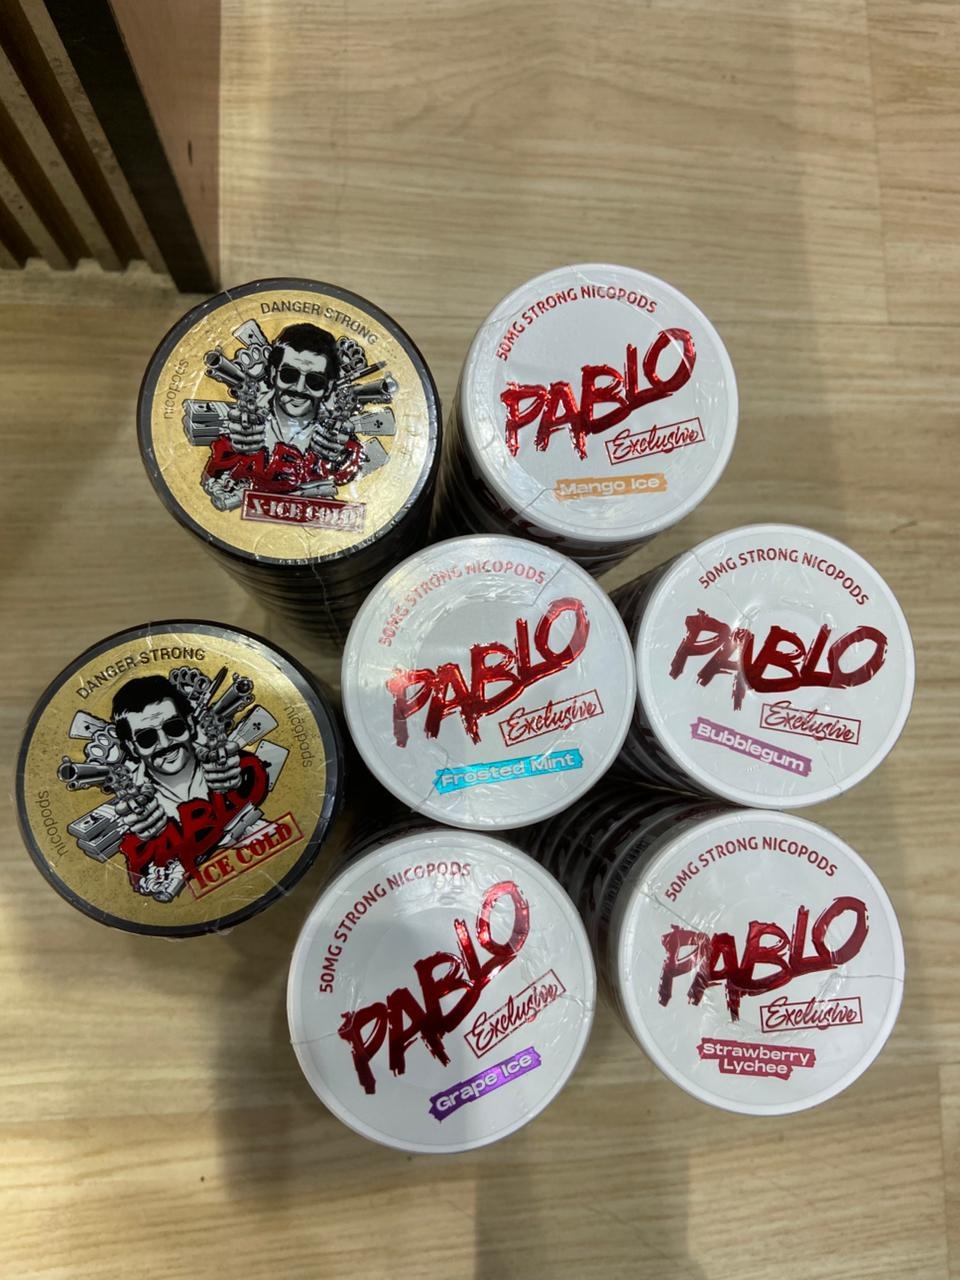 DANGER STRONG
nicopods
PABLO
X-ICE COLD
50MG STRONG NICOPODS
PABLO
Exclusive
Mango Ice
50MG STRONG NICOPODS
PABLO
Exclusive
Frosted Mint
50MG STRONG NICOPODS
PABLO
Exclusive
Bubblegum
DANGER STRONG
nicopods
nicopods
PABLO
ICE COLD
50MG STRONG NICOPODS
PABLO
Exclusive
Grape Ice
50MG STRONG NICOPODS
PABLO
Exclusive
Strawberry
Lychee